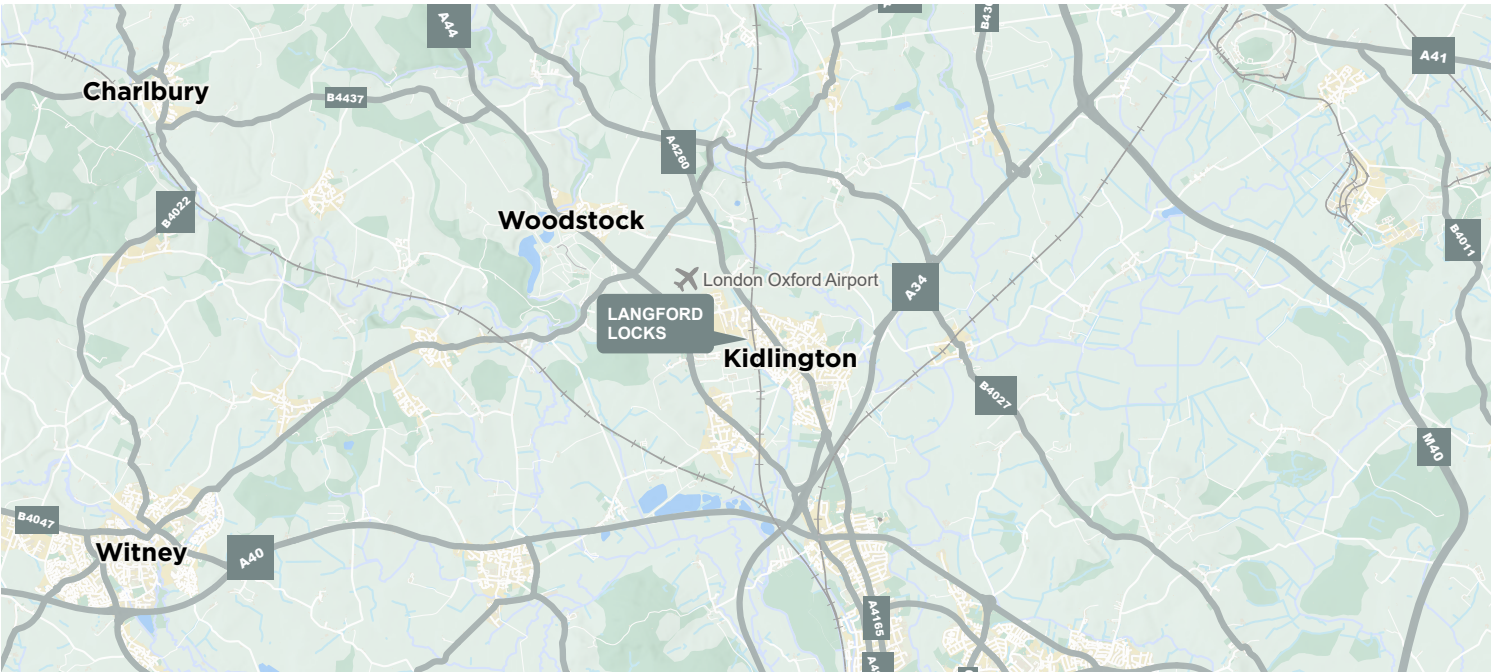 A44
B430
A41
Charlbury
B4437
A4260
B4022
Woodstock
B4011
London Oxford Airport
A34
LANGFORD
LOCKS
Kidlington
B4027
M40
B4047
Witney
A40
A4165